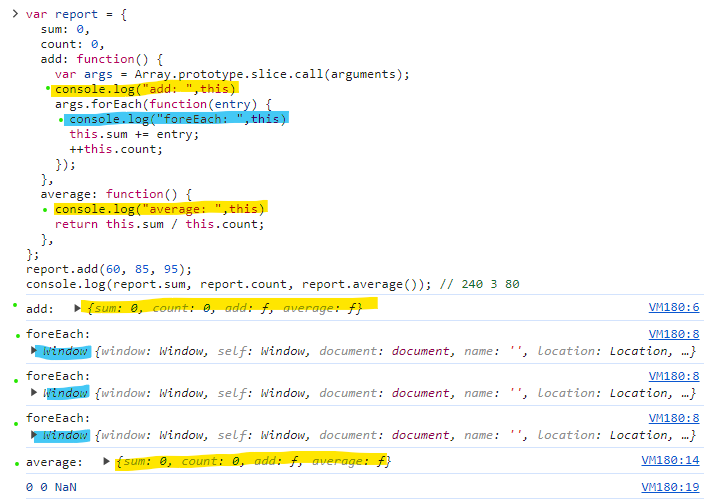 > var report = {
sum: 0,
count: 0,
add: function() {
var args = Array.prototype.slice.call(arguments);
console.log("add: ",this)
args.forEach(function(entry) {
console.log("foreEach: ",this)
this.sum += entry;
++this.count;
});
},
average: function() {
console.log("average: ",this)
return this.sum / this.count;
},
};
report.add(60, 85, 95);
console.log(report.sum, report.count, report.average()); // 240 3 80
add: ▶ {sum: 0, count: 0, add: ƒ, average: ƒ} VM180:6
foreEach: VM180:8
▶ Window {window: Window, self: Window, document: document, name: '', location: Location, …}
foreEach: VM180:8
▶ Window {window: Window, self: Window, document: document, name: '', location: Location, …}
foreEach: VM180:8
▶ Window {window: Window, self: Window, document: document, name: '', location: Location, …}
average: ▶ {sum: 0, count: 0, add: ƒ, average: ƒ} VM180:14
0 0 NaN VM180:19